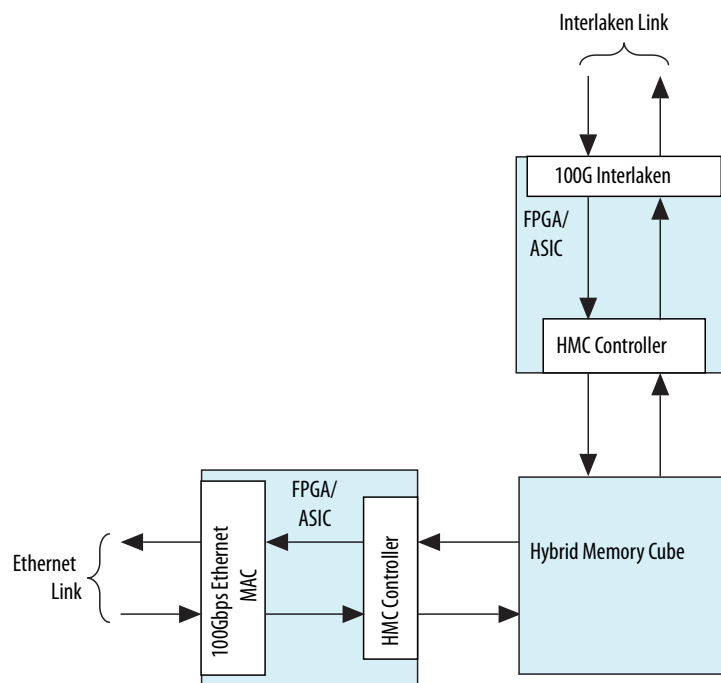 Interlaken Link
100G Interlaken
FPGA/
ASIC
HMC Controller
FPGA/
ASIC
Hybrid Memory Cube
Ethernet
Link
100Gbps Ethernet
MAC
HMC Controller